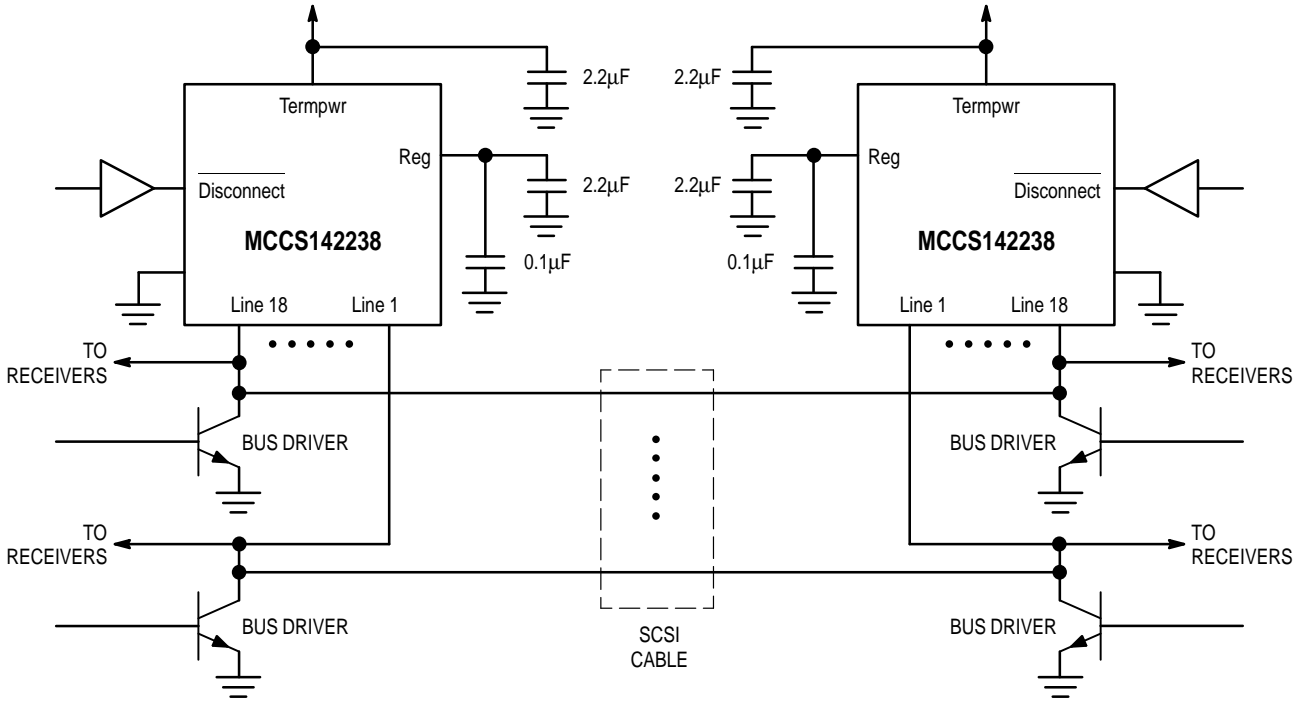 2.2μF
2.2μF
Termpwr
Termpwr
Reg
Reg
Disconnect
2.2μF
2.2μF
Disconnect
MCCS142238
MCCS142238
0.1μF
0.1μF
Line 18
Line 1
Line 1
Line 18
TO
RECEIVERS
TO
RECEIVERS
BUS DRIVER
BUS DRIVER
TO
RECEIVERS
TO
RECEIVERS
BUS DRIVER
BUS DRIVER
SCSI
CABLE